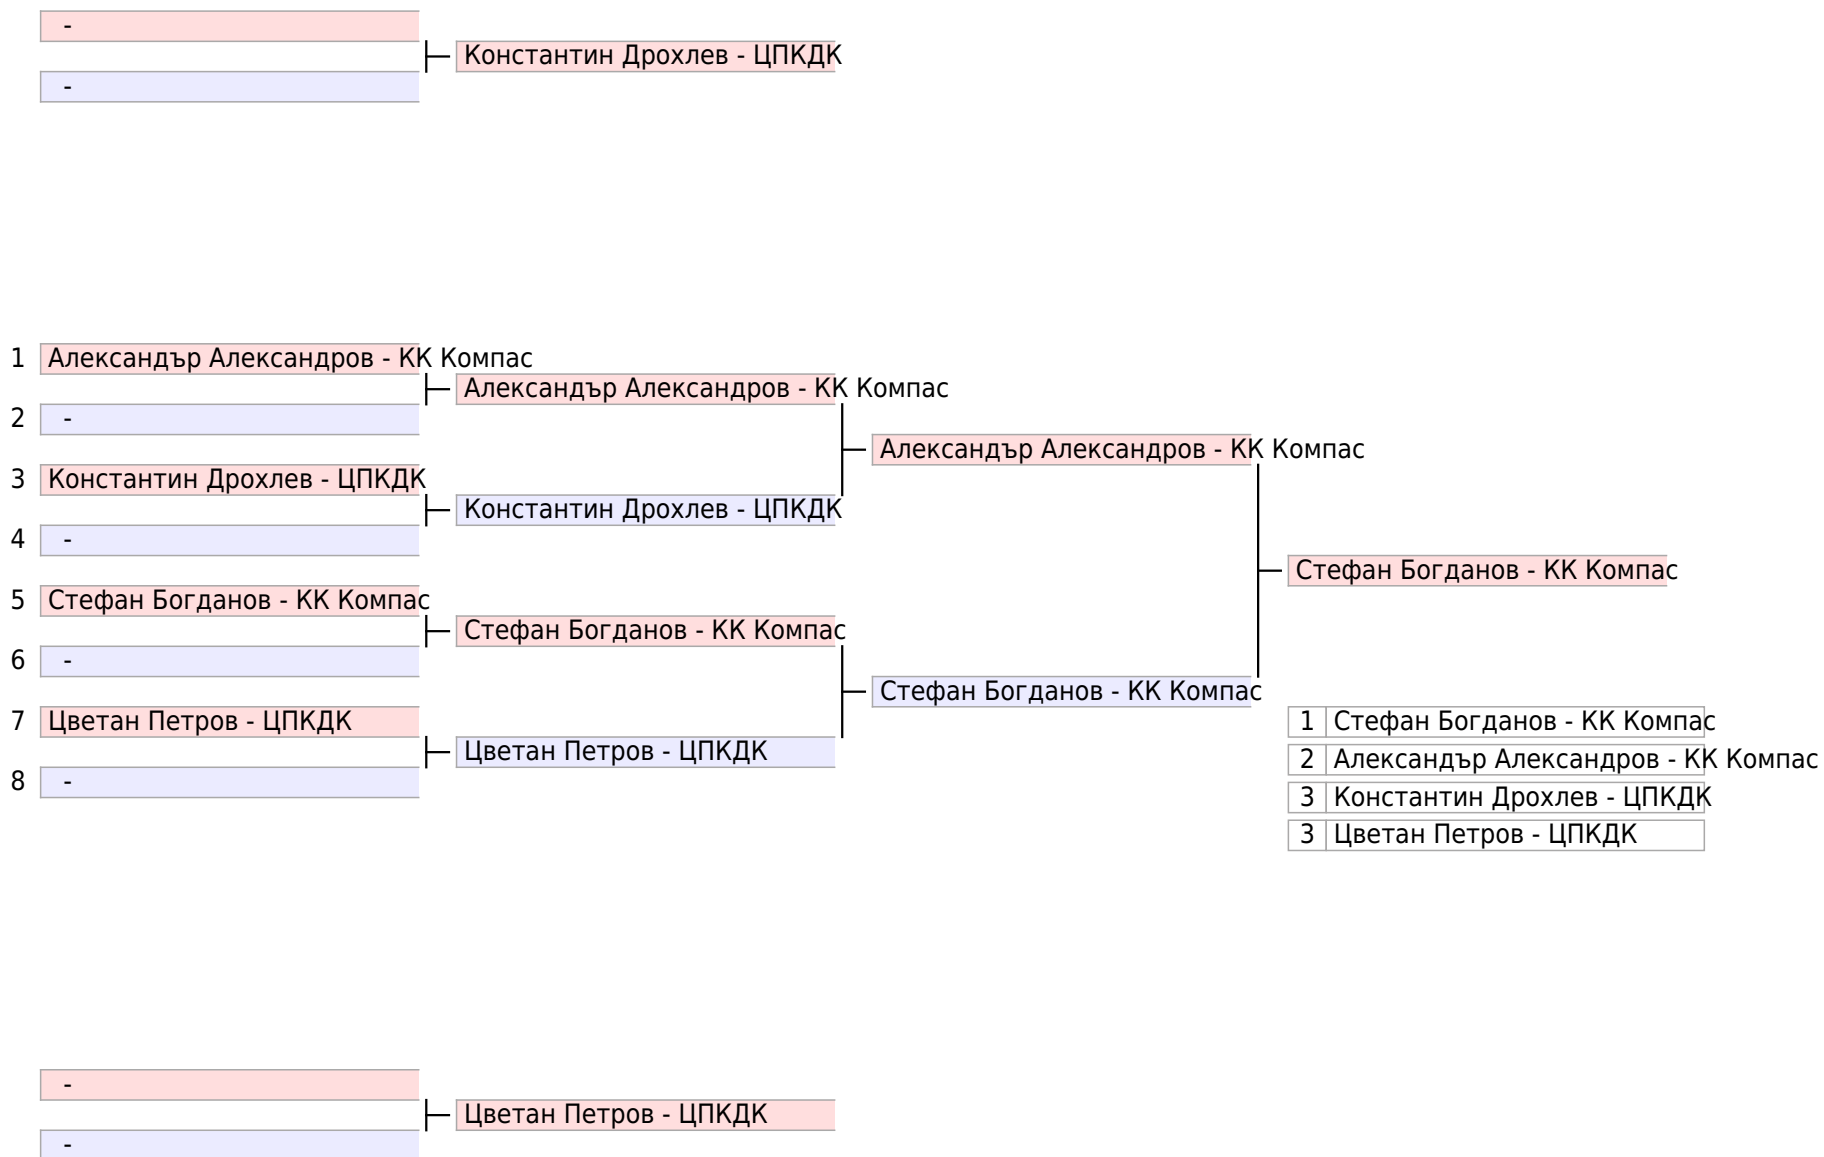 -
Константин Дрохлев - ЦПКДК
-
1 Александър Александров - КК Компас
Александър Александров - КК Компас
2 -
Александър Александров - КК Компас
3 Константин Дрохлев - ЦПКДК
Константин Дрохлев - ЦПКДК
4 -
Стефан Богданов - КК Компас
5 Стефан Богданов - КК Компас
Стефан Богданов - КК Компас
6 -
Стефан Богданов - КК Компас
7 Цветан Петров - ЦПКДК
1 Стефан Богданов - КК Компас
Цветан Петров - ЦПКДК
2 Александър Александров - КК Компас
8 -
3 Константин Дрохлев - ЦПКДК
3 Цветан Петров - ЦПКДК
-
Цветан Петров - ЦПКДК
-